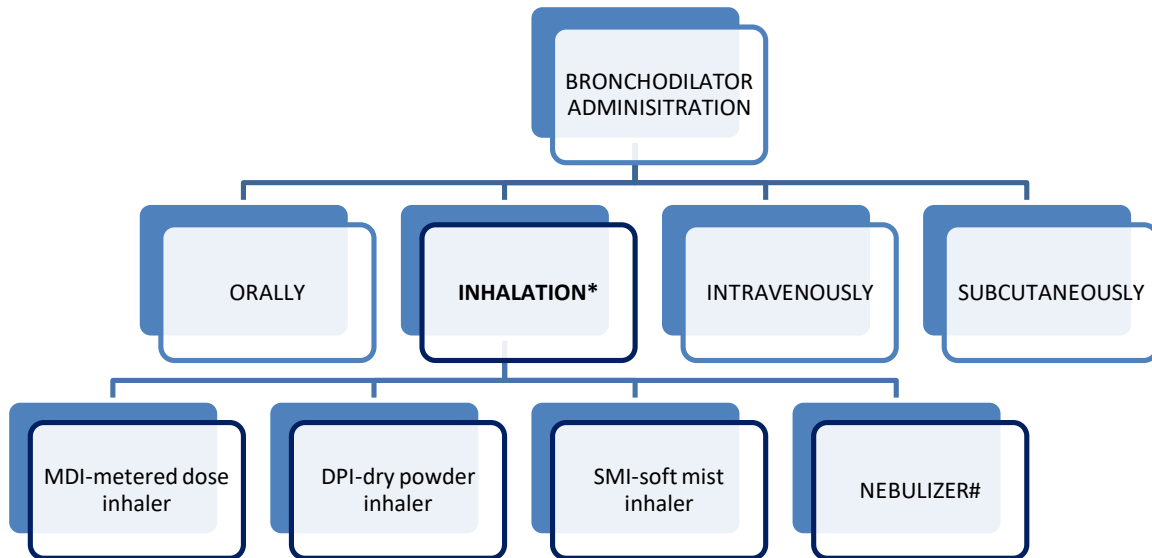 BRONCHODILATOR
ADMINISITRATION
ORALLY
INHALATION*
INTRAVENOUSLY
SUBCUTANEOUSLY
MDI-metered dose
inhaler
DPI-dry powder
inhaler
SMI-soft mist
inhaler
NEBULIZER#